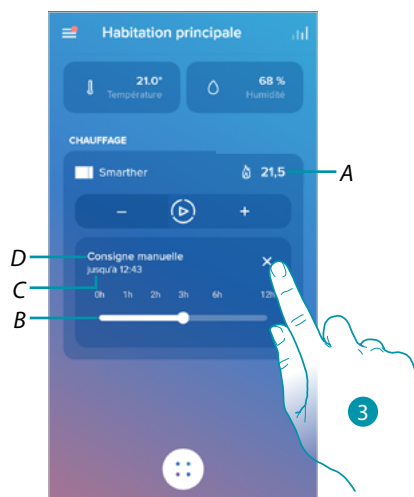 Habitation principale
21.0°
Température
68 %
Humidité
CHAUFFAGE
Smarther
21,5
A
−
+
D
Consigne manuelle
C
jusqu'à 12:43
×
0h 1h 2h 3h 6h 12h
B
3